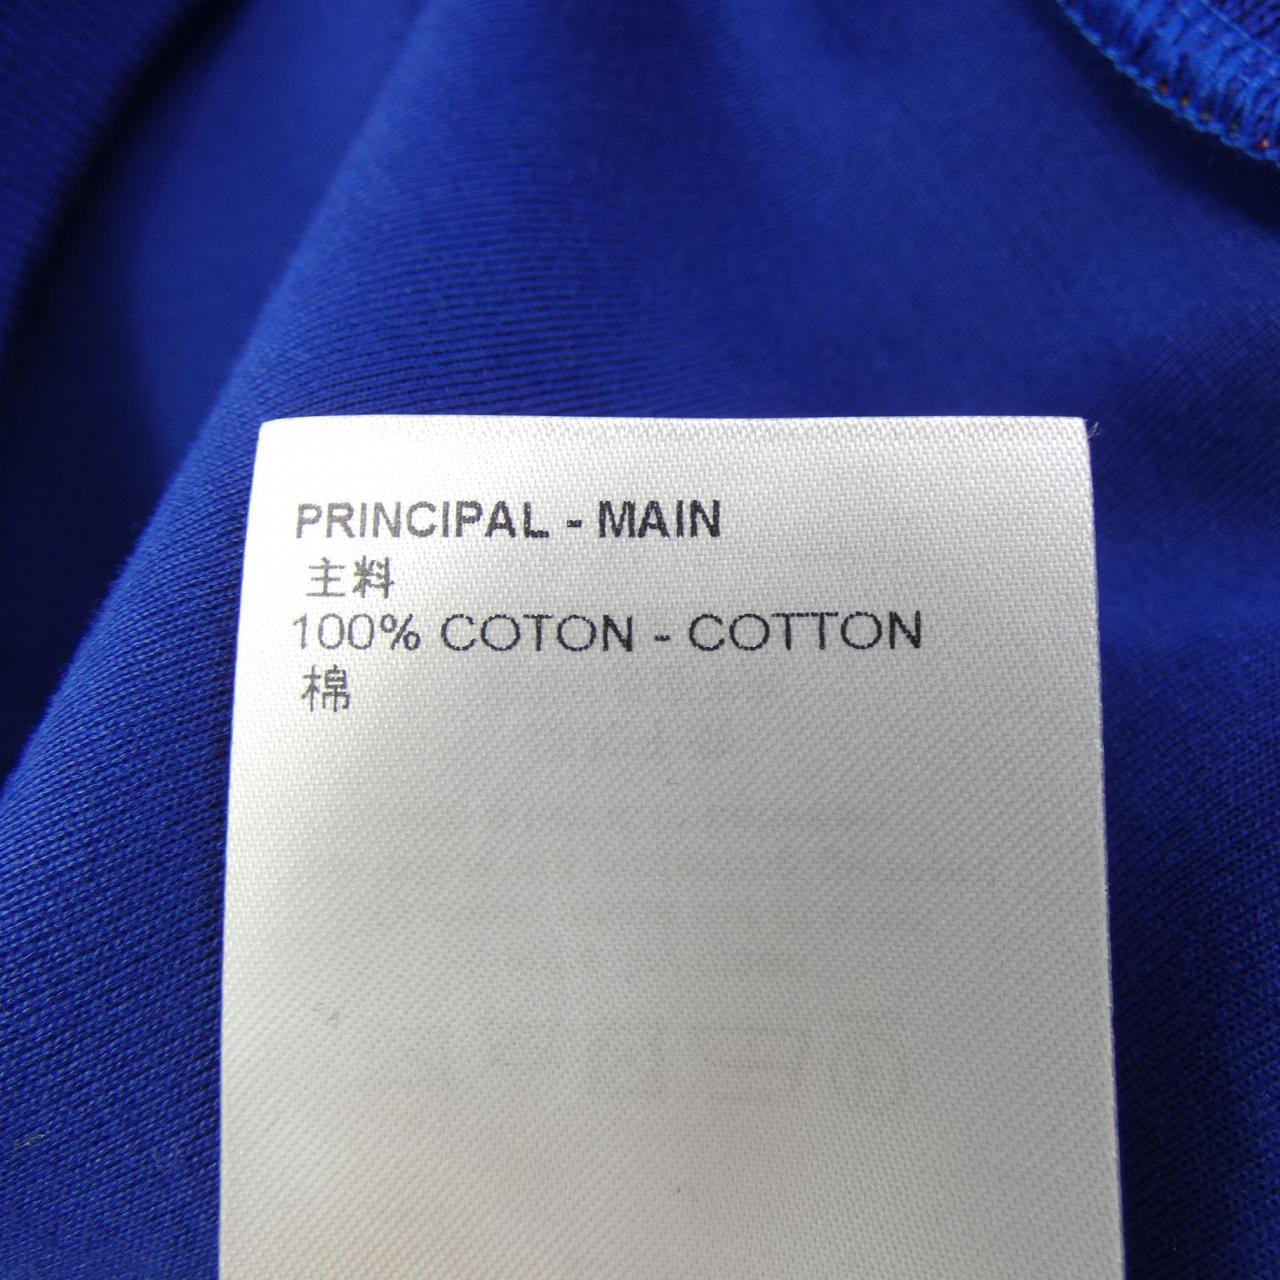 PRINCIPAL - MAIN
主料
100% COTON - COTTON
棉